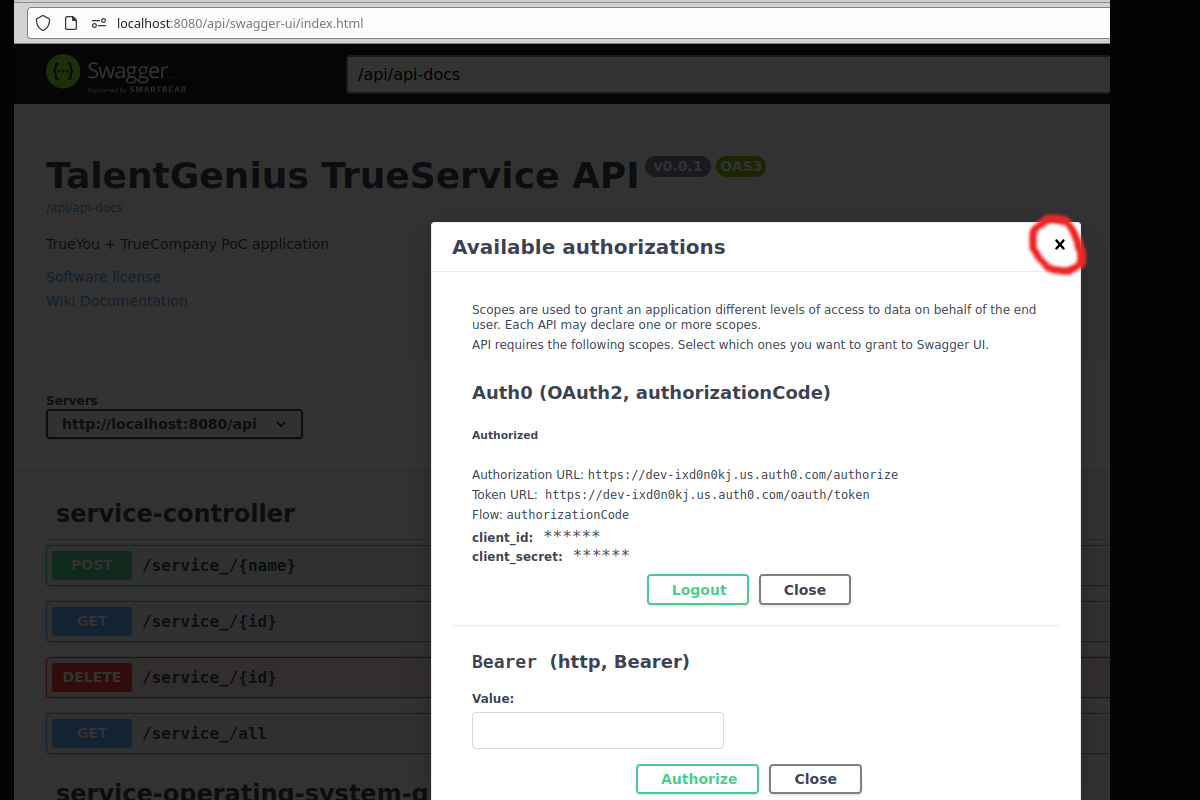 localhost:8080/api/swagger-ui/index.html
Swagger.
Supported by SMARTBEAR
/api/api-docs
TalentGenius TrueService API v0.0.1 OAS3
/api/api-docs
TrueYou + TrueCompany PoC application
Software license
Wiki Documentation
Servers
http://localhost:8080/api
service-controller
POST /service_/{name}
GET /service_/{id}
DELETE /service_/{id}
GET /service_/all
service-operating-system-g
Available authorizations
Scopes are used to grant an application different levels of access to data on behalf of the end
user. Each API may declare one or more scopes.
API requires the following scopes. Select which ones you want to grant to Swagger UI.
Auth0 (OAuth2, authorizationCode)
Authorized
Authorization URL: https://dev-ixd0n0kj.us.auth0.com/authorize
Token URL: https://dev-ixd0n0kj.us.auth0.com/oauth/token
Flow: authorizationCode
client_id: ******
client_secret: ******
Logout Close
Bearer (http, Bearer)
Value:
Authorize Close